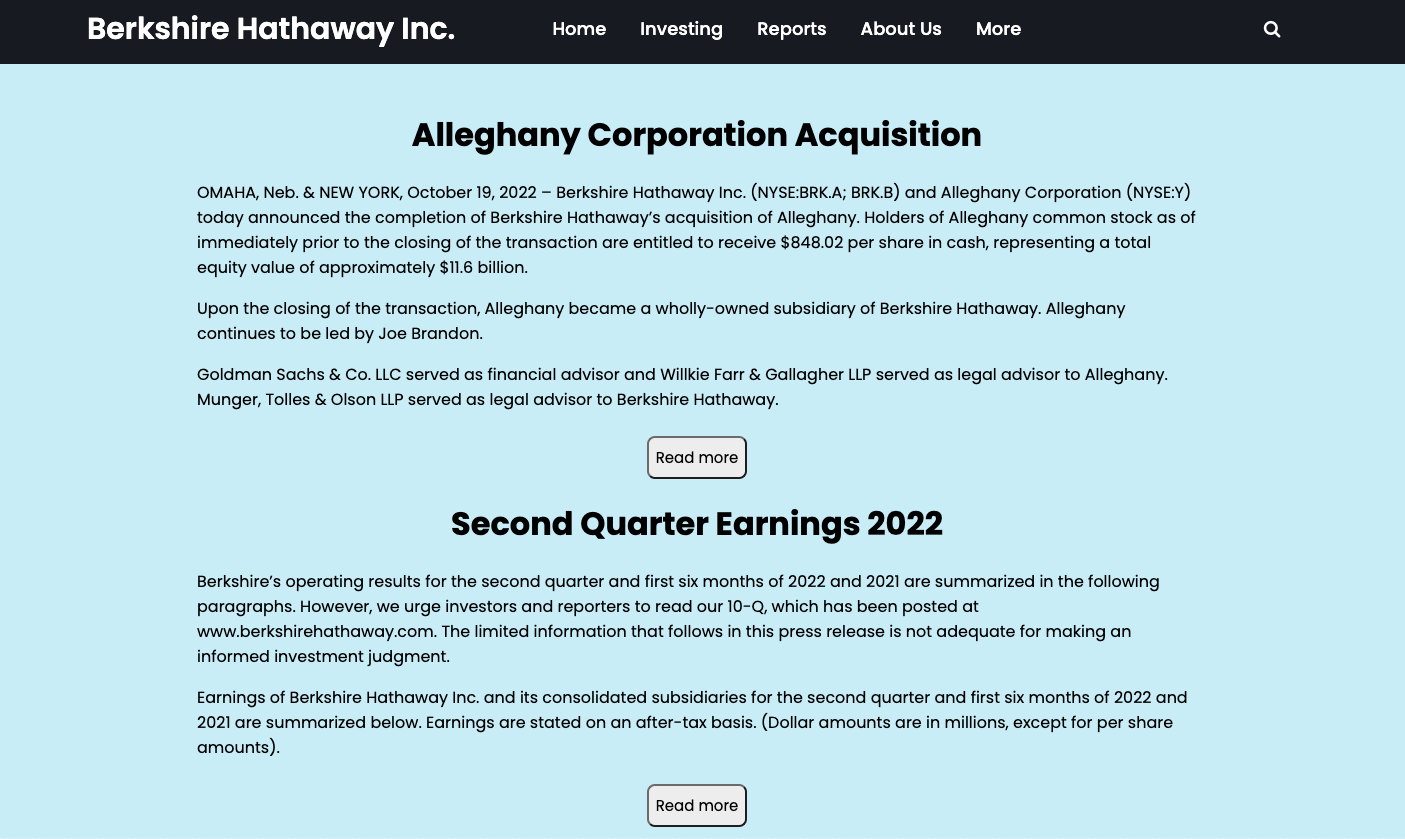 Berkshire Hathaway Inc. Home Investing Reports About Us More
Alleghany Corporation Acquisition
OMAHA, Neb. & NEW YORK, October 19, 2022 – Berkshire Hathaway Inc. (NYSE:BRK.A; BRK.B) and Alleghany Corporation (NYSE:Y)
today announced the completion of Berkshire Hathaway’s acquisition of Alleghany. Holders of Alleghany common stock as of
immediately prior to the closing of the transaction are entitled to receive $848.02 per share in cash, representing a total
equity value of approximately $11.6 billion.
Upon the closing of the transaction, Alleghany became a wholly-owned subsidiary of Berkshire Hathaway. Alleghany
continues to be led by Joe Brandon.
Goldman Sachs & Co. LLC served as financial advisor and Willkie Farr & Gallagher LLP served as legal advisor to Alleghany.
Munger, Tolles & Olson LLP served as legal advisor to Berkshire Hathaway.
Read more
Second Quarter Earnings 2022
Berkshire’s operating results for the second quarter and first six months of 2022 and 2021 are summarized in the following
paragraphs. However, we urge investors and reporters to read our 10-Q, which has been posted at
www.berkshirehathaway.com. The limited information that follows in this press release is not adequate for making an
informed investment judgment.
Earnings of Berkshire Hathaway Inc. and its consolidated subsidiaries for the second quarter and first six months of 2022 and
2021 are summarized below. Earnings are stated on an after-tax basis. (Dollar amounts are in millions, except for per share
amounts).
Read more